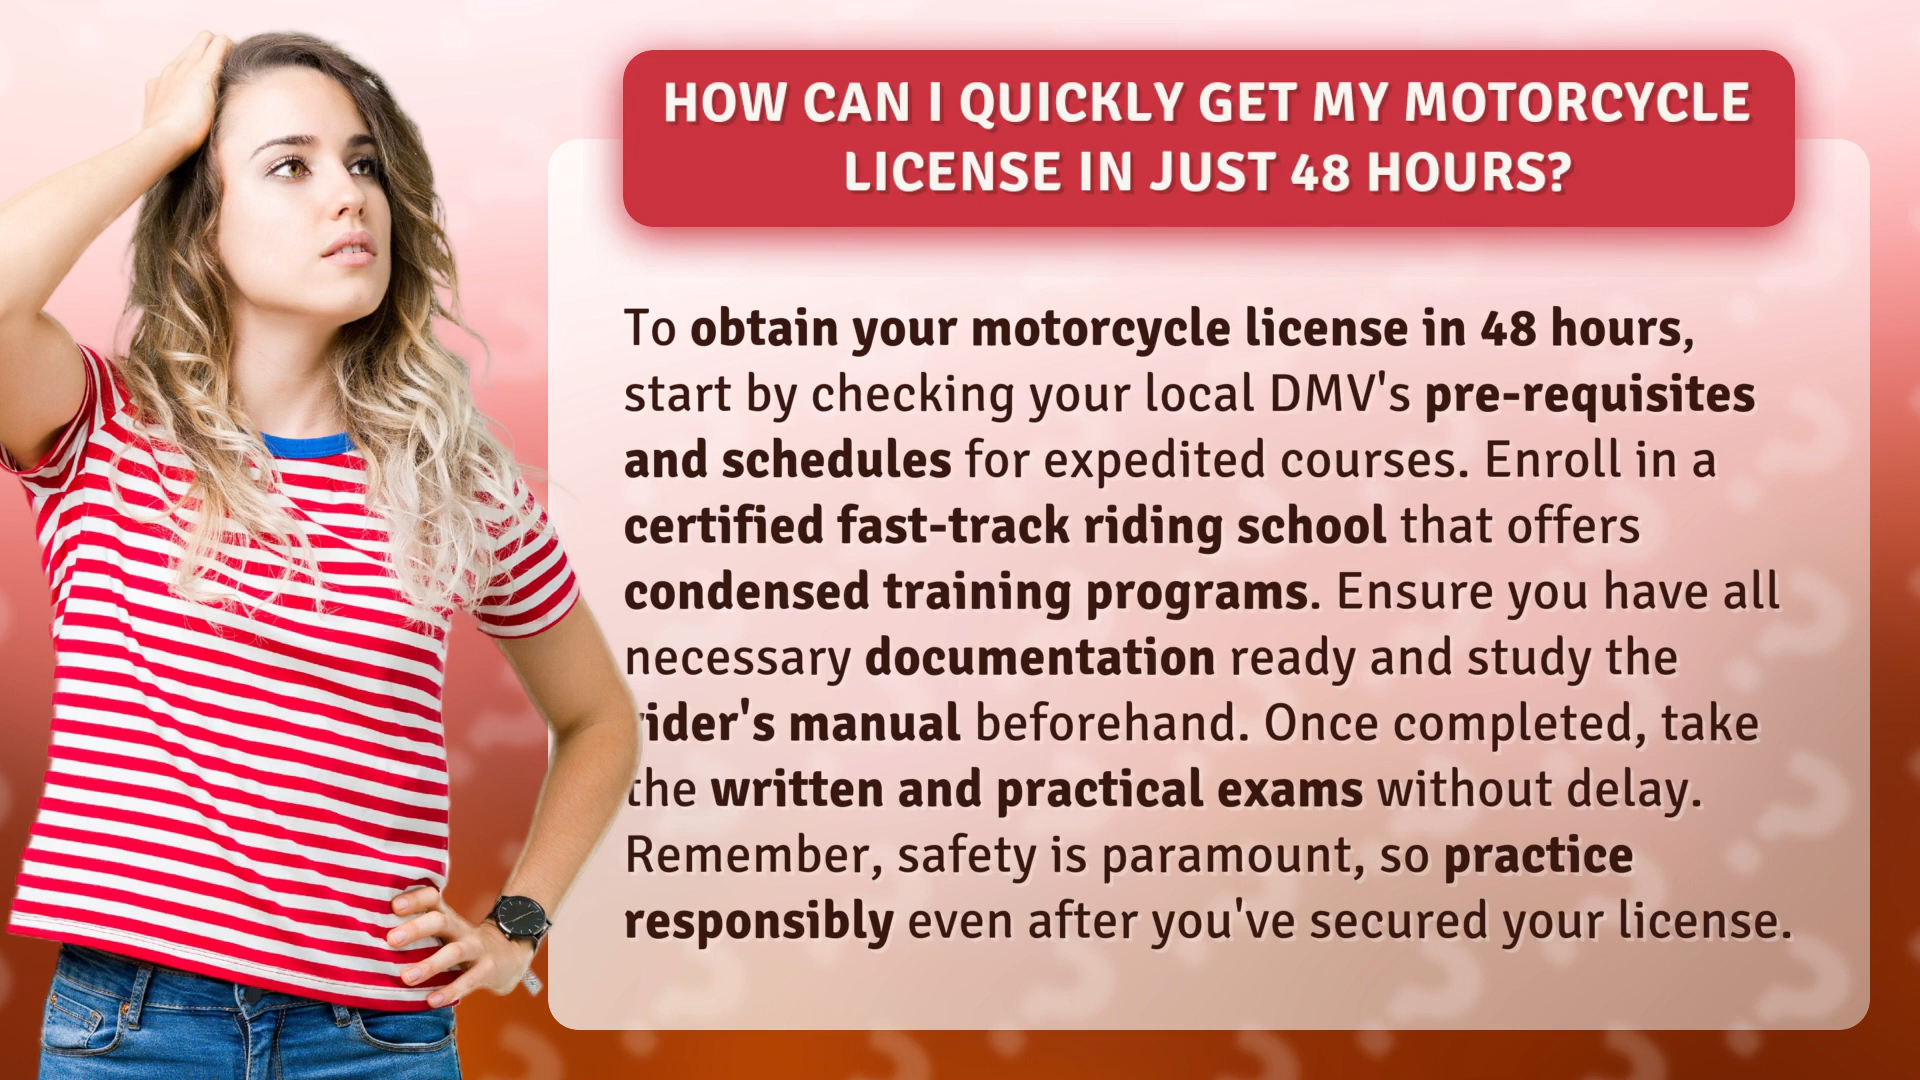 HOW CAN I QUICKLY GET MY MOTORCYCLE
LICENSE IN JUST 48 HOURS?
To obtain your motorcycle license in 48 hours,
start by checking your local DMV's pre-requisites
and schedules for expedited courses. Enroll in a
certified fast-track riding school that offers
condensed training programs. Ensure you have all
necessary documentation ready and study the
rider's manual beforehand. Once completed, take
the written and practical exams without delay.
Remember, safety is paramount, so practice
responsibly even after you've secured your license.